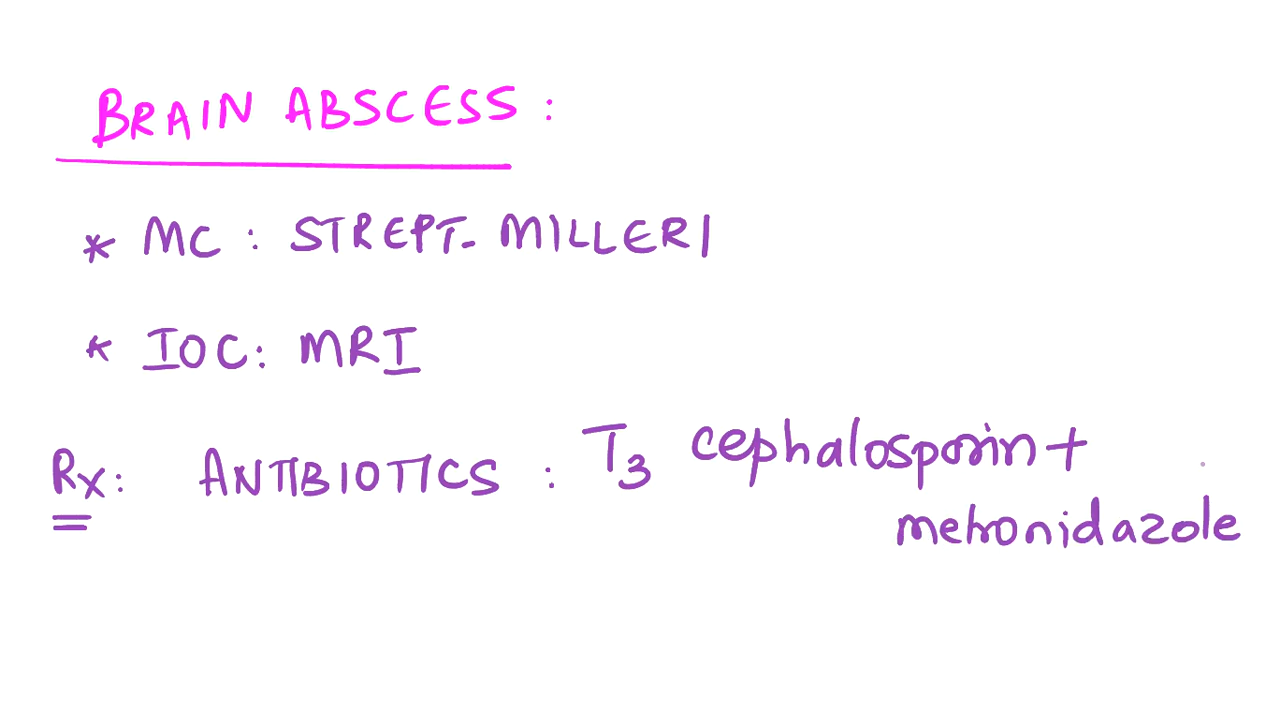 BRAIN ABSCESS :
* MC : STREPT- MILLERI
* IOC : MRI
Rx : ANTIBIOTICS : T3 cephalosporin +
metronidazole